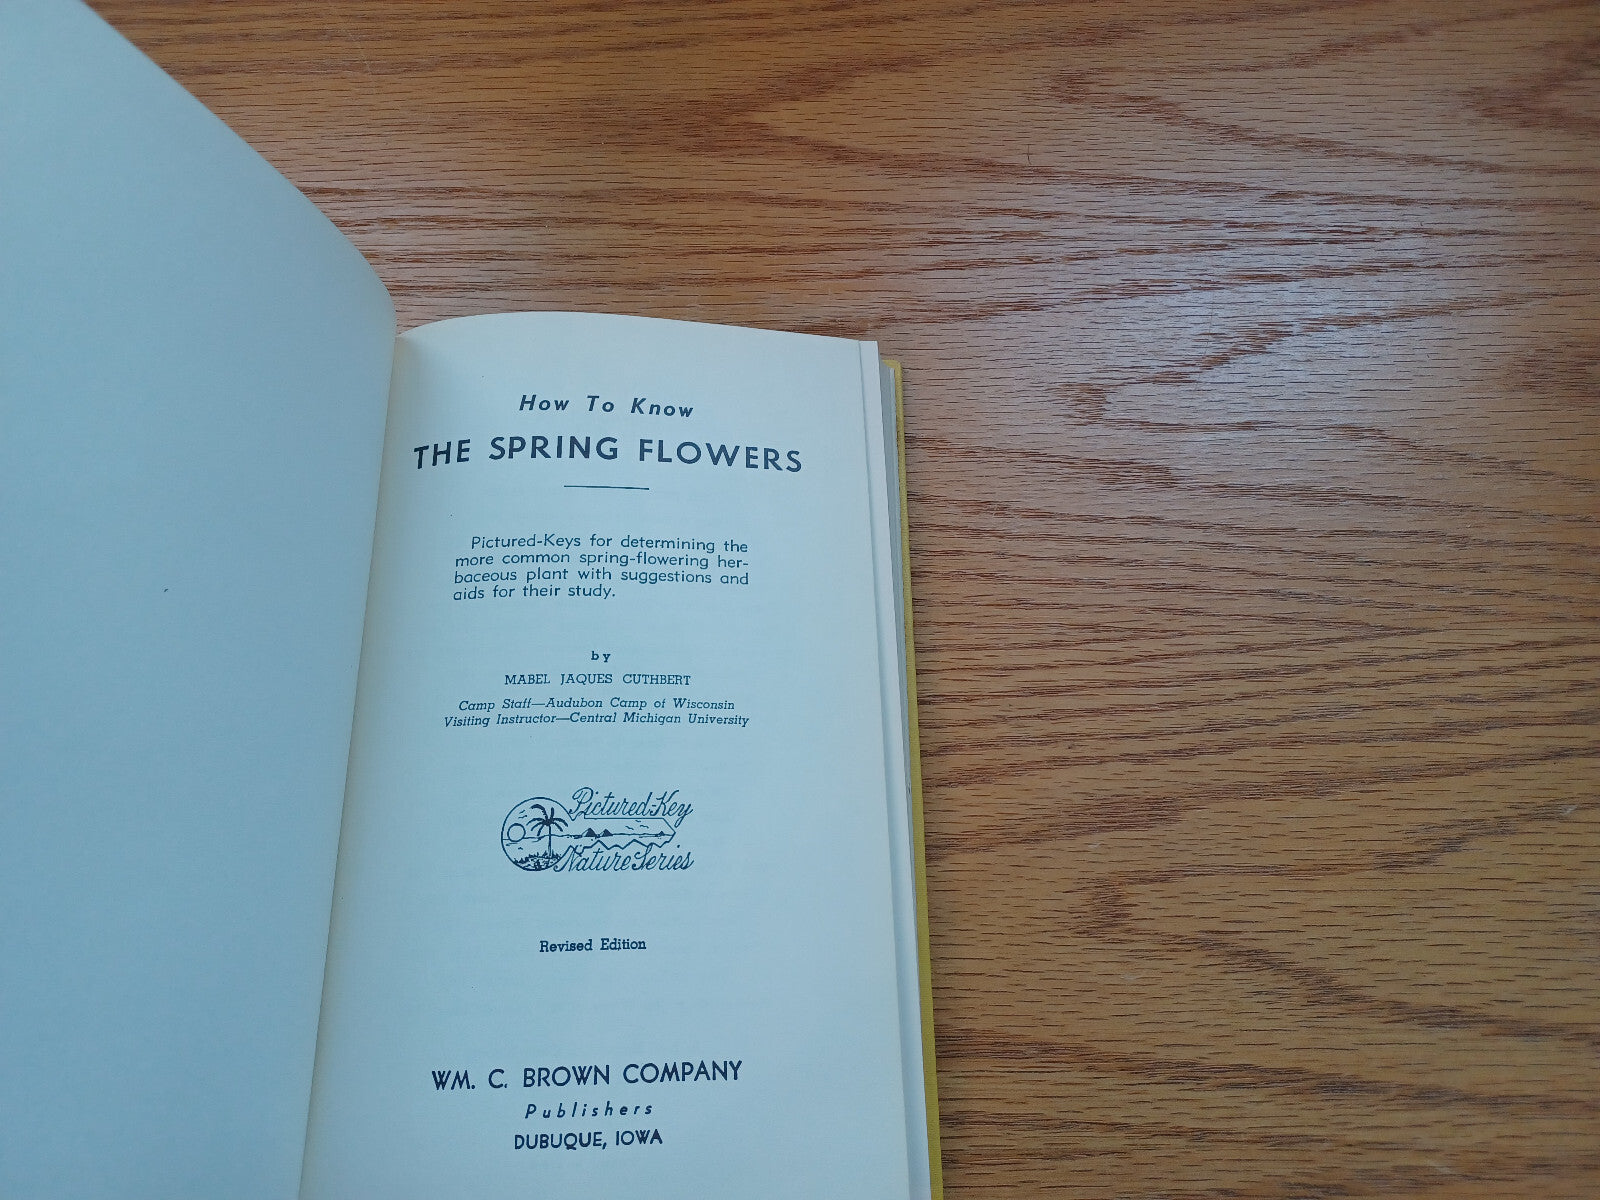 How To Know
THE SPRING FLOWERS
Pictured-Keys for determining the
more common spring-flowering her-
baceous plant with suggestions and
aids for their study.
by
MABEL JAQUES CUTHBERT
Camp Staff—Audubon Camp of Wisconsin
Visiting Instructor—Central Michigan University
Pictured-Key
Nature Series
Revised Edition
WM. C. BROWN COMPANY
Publishers
DUBUQUE, IOWA